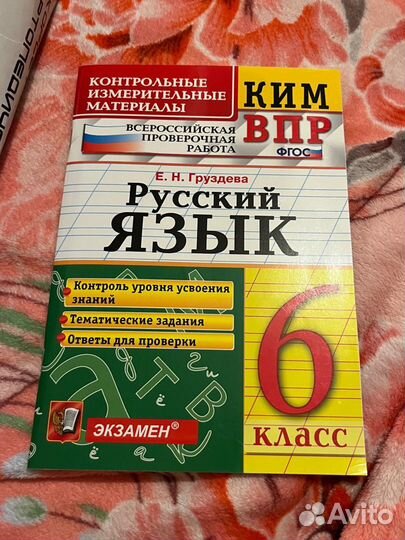 КОНТРОЛЬНЫЕ
ИЗМЕРИТЕЛЬНЫЕ
МАТЕРИАЛЫ
КИМ
ВСЕРОССИЙСКАЯ
ПРОВЕРОЧНАЯ
РАБОТА
ВПР
ФГОС
Е. Н. Груздева
Русский
ЯЗЫК
Контроль уровня усвоения
знаний
Тематические задания
Ответы для проверки
6
класс
ЭКЗАМЕН®
Avito